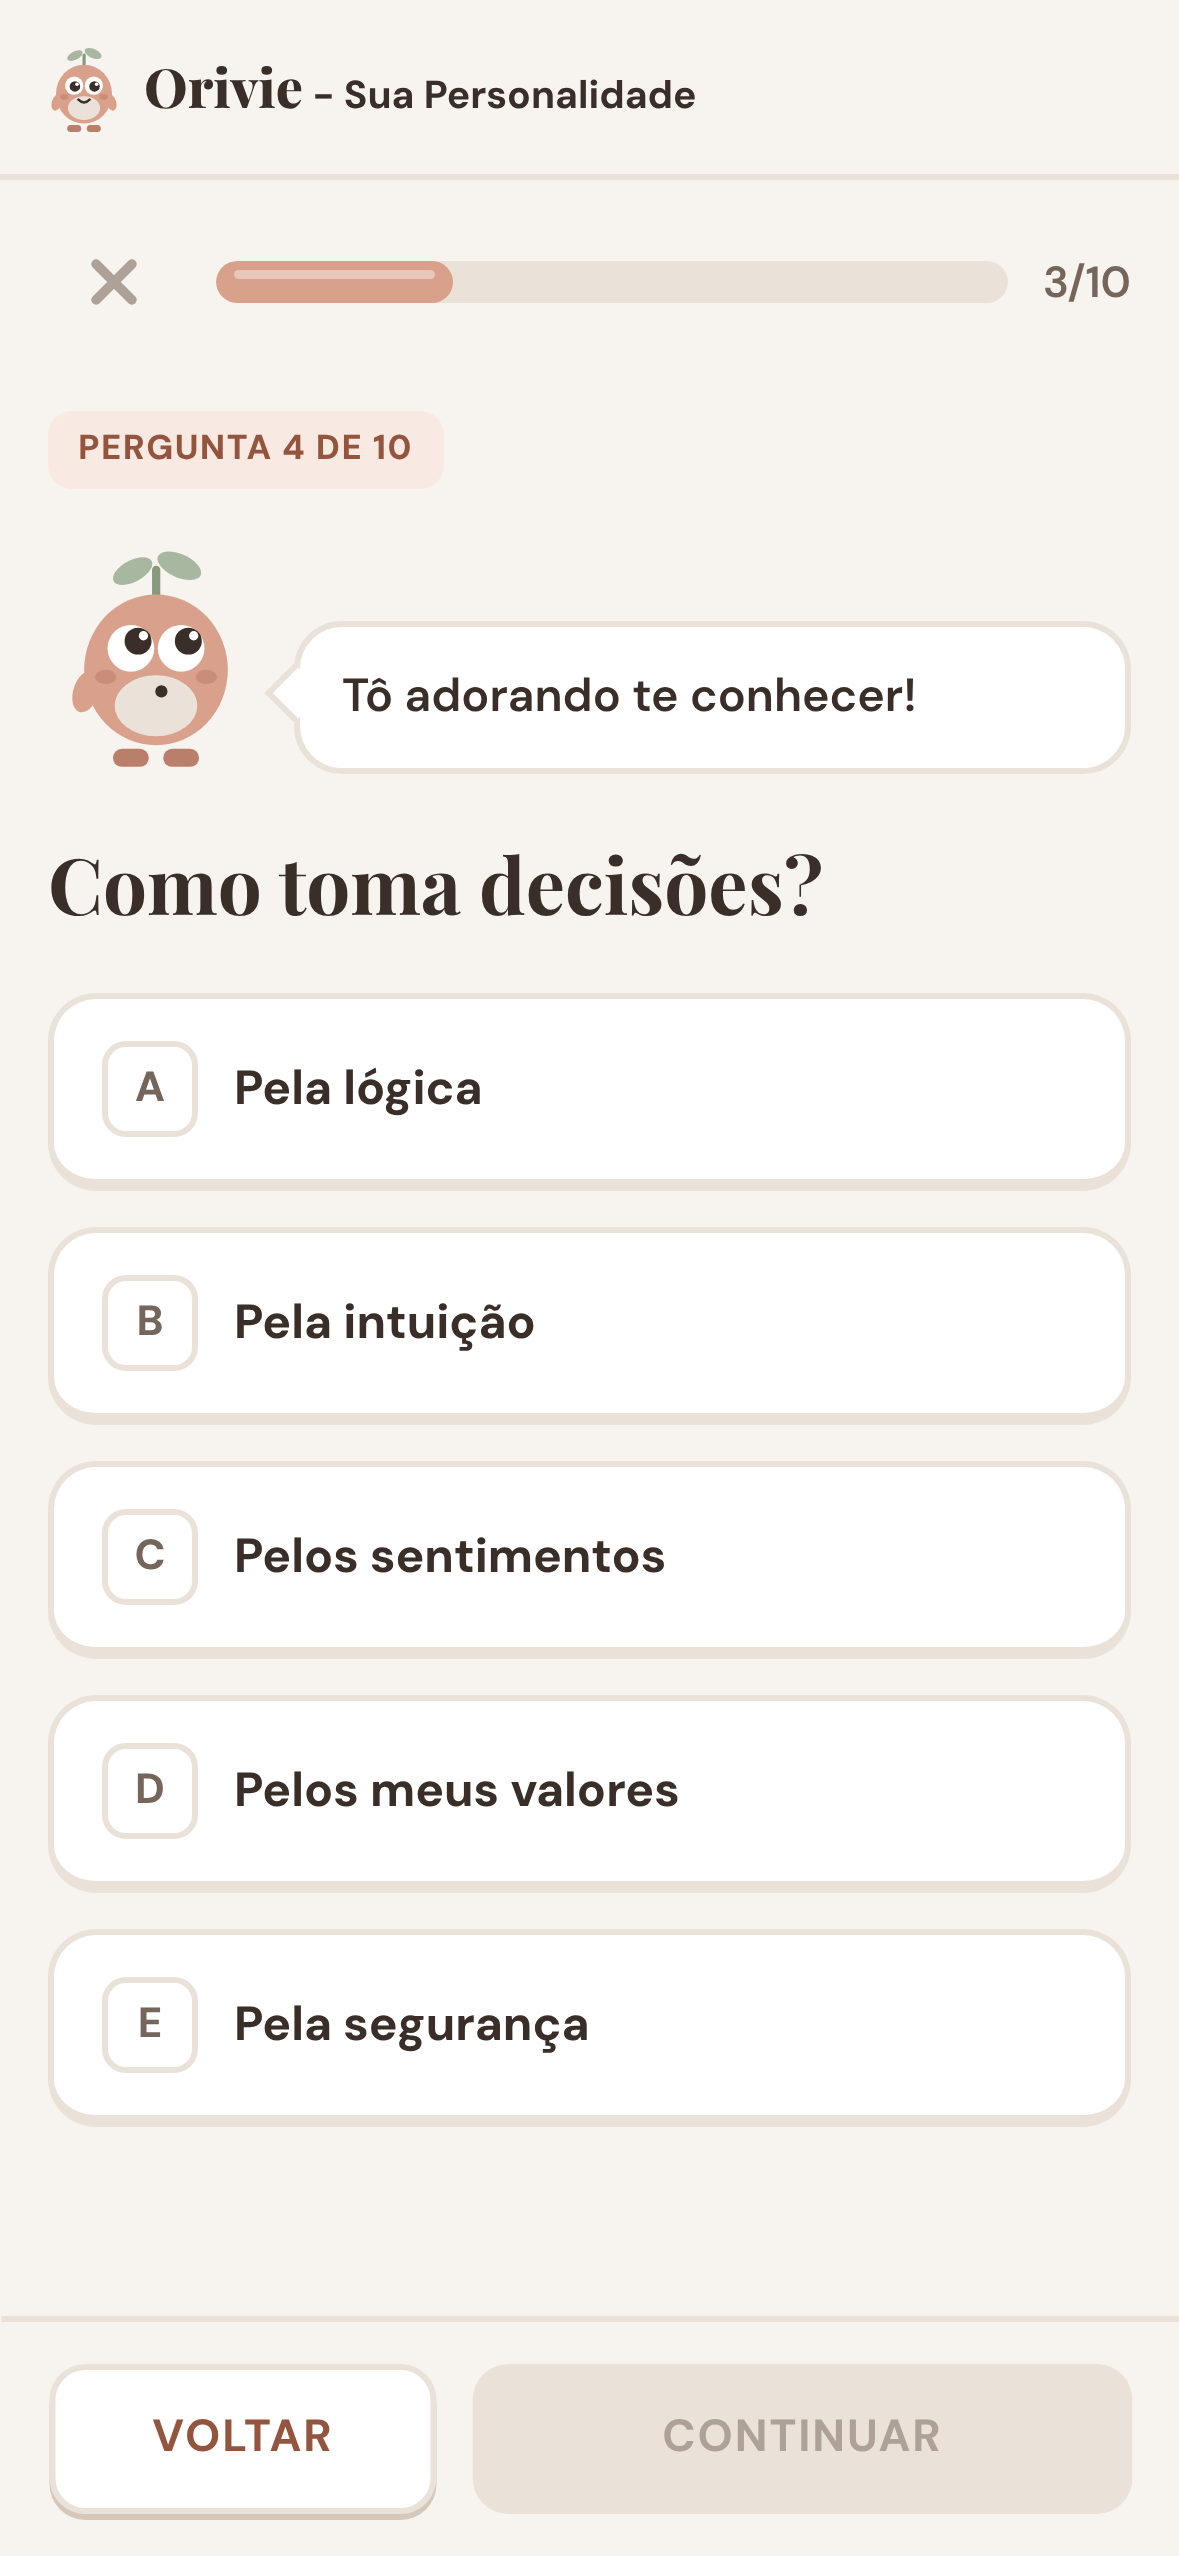 Orivie - Sua Personalidade
3/10
PERGUNTA 4 DE 10
Tô adorando te conhecer!
Como toma decisões?
A Pela lógica
B Pela intuição
C Pelos sentimentos
D Pelos meus valores
E Pela segurança
VOLTAR CONTINUAR